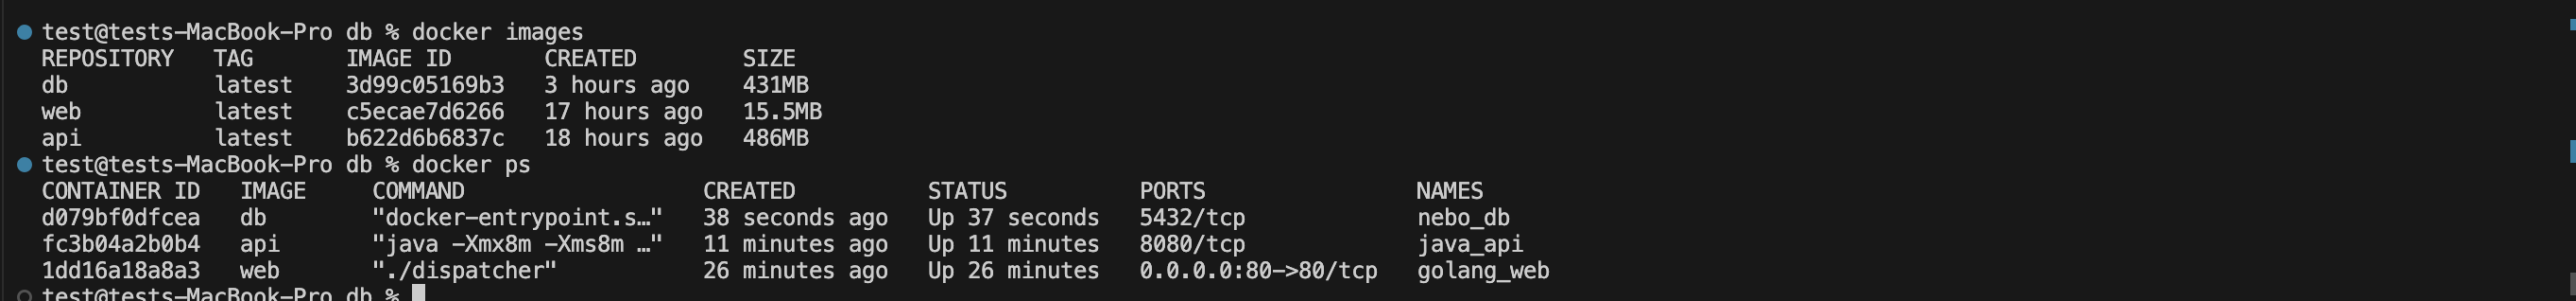 test@tests-MacBook-Pro db % docker images
REPOSITORY   TAG       IMAGE ID       CREATED        SIZE
db           latest    3d99c05169b3   3 hours ago    431MB
web          latest    c5ecae7d6266   17 hours ago   15.5MB
api          latest    b622d6b6837c   18 hours ago   486MB
test@tests-MacBook-Pro db % docker ps
CONTAINER ID   IMAGE     COMMAND                  CREATED          STATUS          PORTS                NAMES
d079bf0dfcea   db        "docker-entrypoint.s…"   38 seconds ago   Up 37 seconds   5432/tcp             nebo_db
fc3b04a2b0b4   api       "java -Xmx8m -Xms8m …"   11 minutes ago   Up 11 minutes   8080/tcp             java_api
1dd16a18a8a3   web       "./dispatcher"           26 minutes ago   Up 26 minutes   0.0.0.0:80->80/tcp   golang_web
test@tests-MacBook-Pro db %